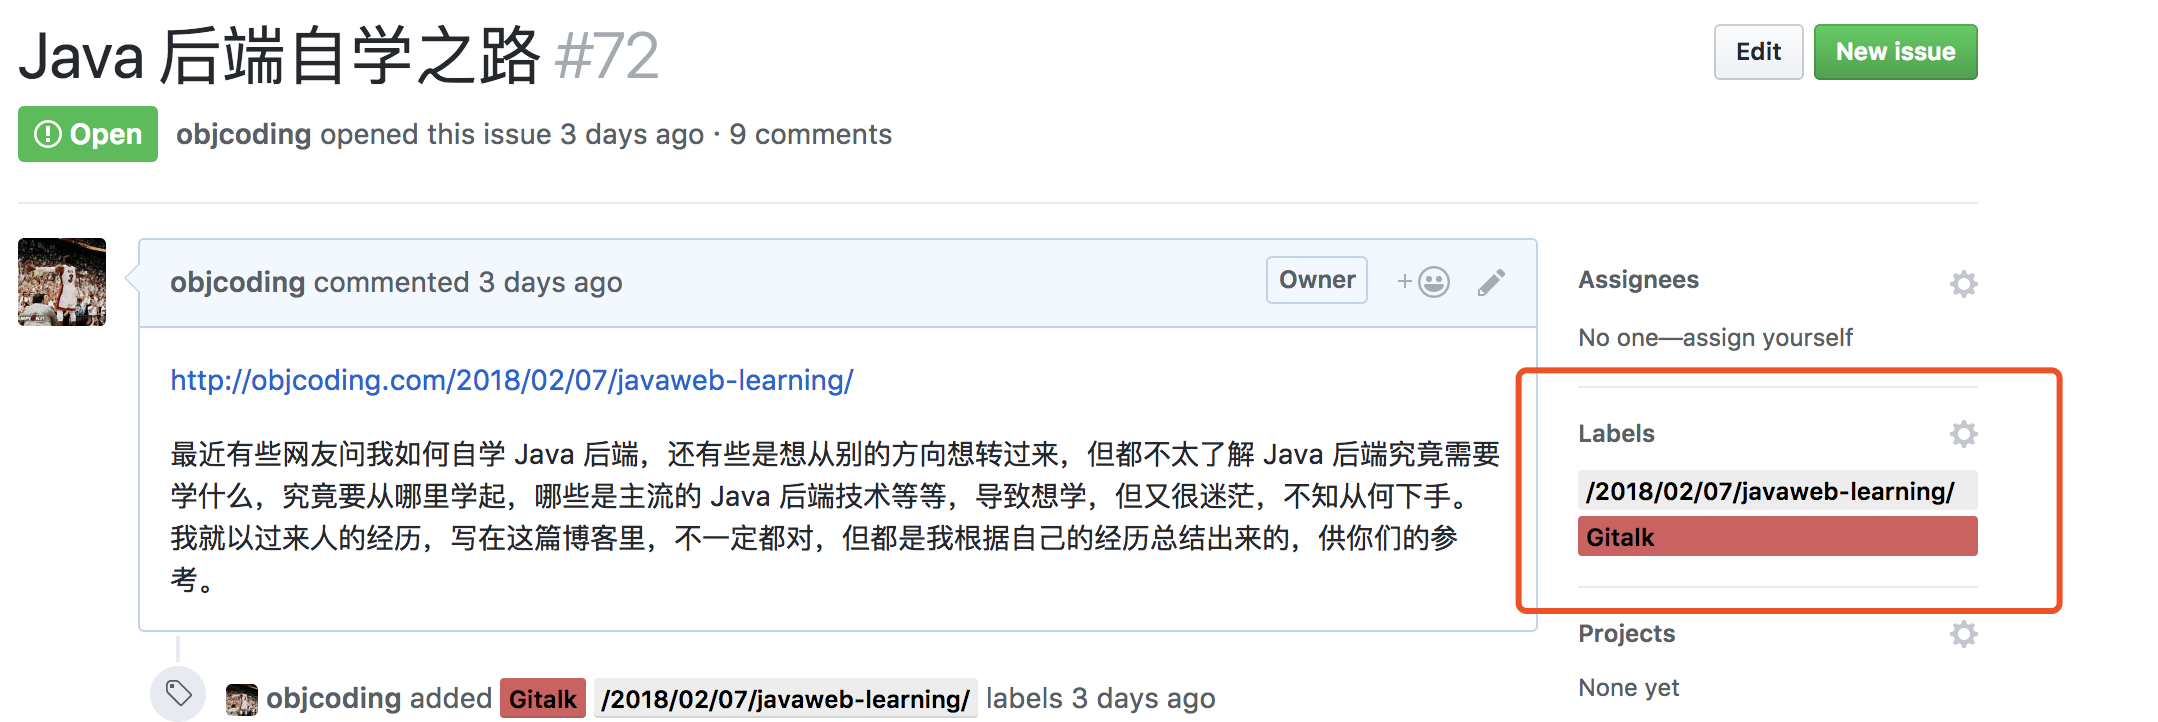 Java 后端自学之路 #72
Edit
New issue
Open
objcoding opened this issue 3 days ago · 9 comments
objcoding commented 3 days ago
Owner
http://objcoding.com/2018/02/07/javaweb-learning/
最近有些网友问我如何自学 Java 后端，还有些是想从别的方向想转过来，但都不太了解 Java 后端究竟需要
学什么，究竟要从哪里学起，哪些是主流的 Java 后端技术等等，导致想学，但又很迷茫，不知从何下手。
我就以过来人的经历，写在这篇博客里，不一定都对，但都是我根据自己的经历总结出来的，供你们的参
考。
objcoding added Gitalk /2018/02/07/javaweb-learning/ labels 3 days ago
Assignees
No one—assign yourself
Labels
/2018/02/07/javaweb-learning/
Gitalk
Projects
None yet